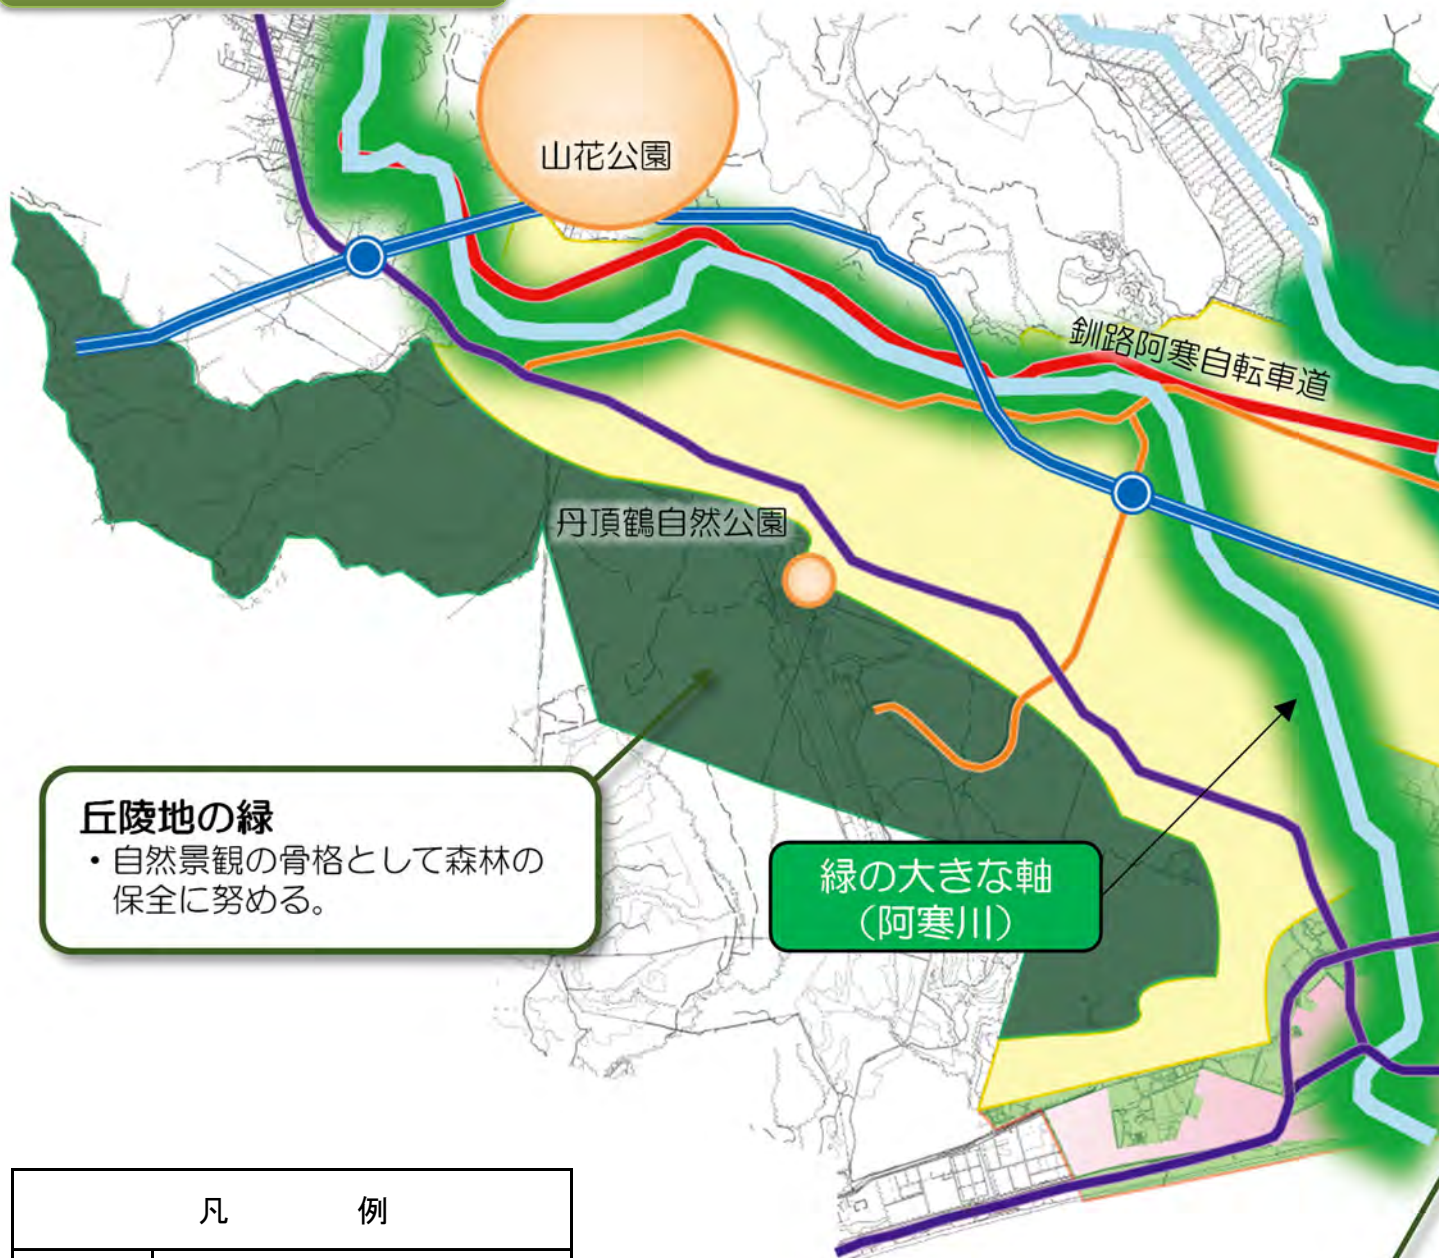 山花公園
釧路阿寒自転車道
丹頂鶴自然公園
丘陵地の緑
・自然景観の骨格として森林の
保全に努める。
緑の大きな軸
（阿寒川）
凡 例